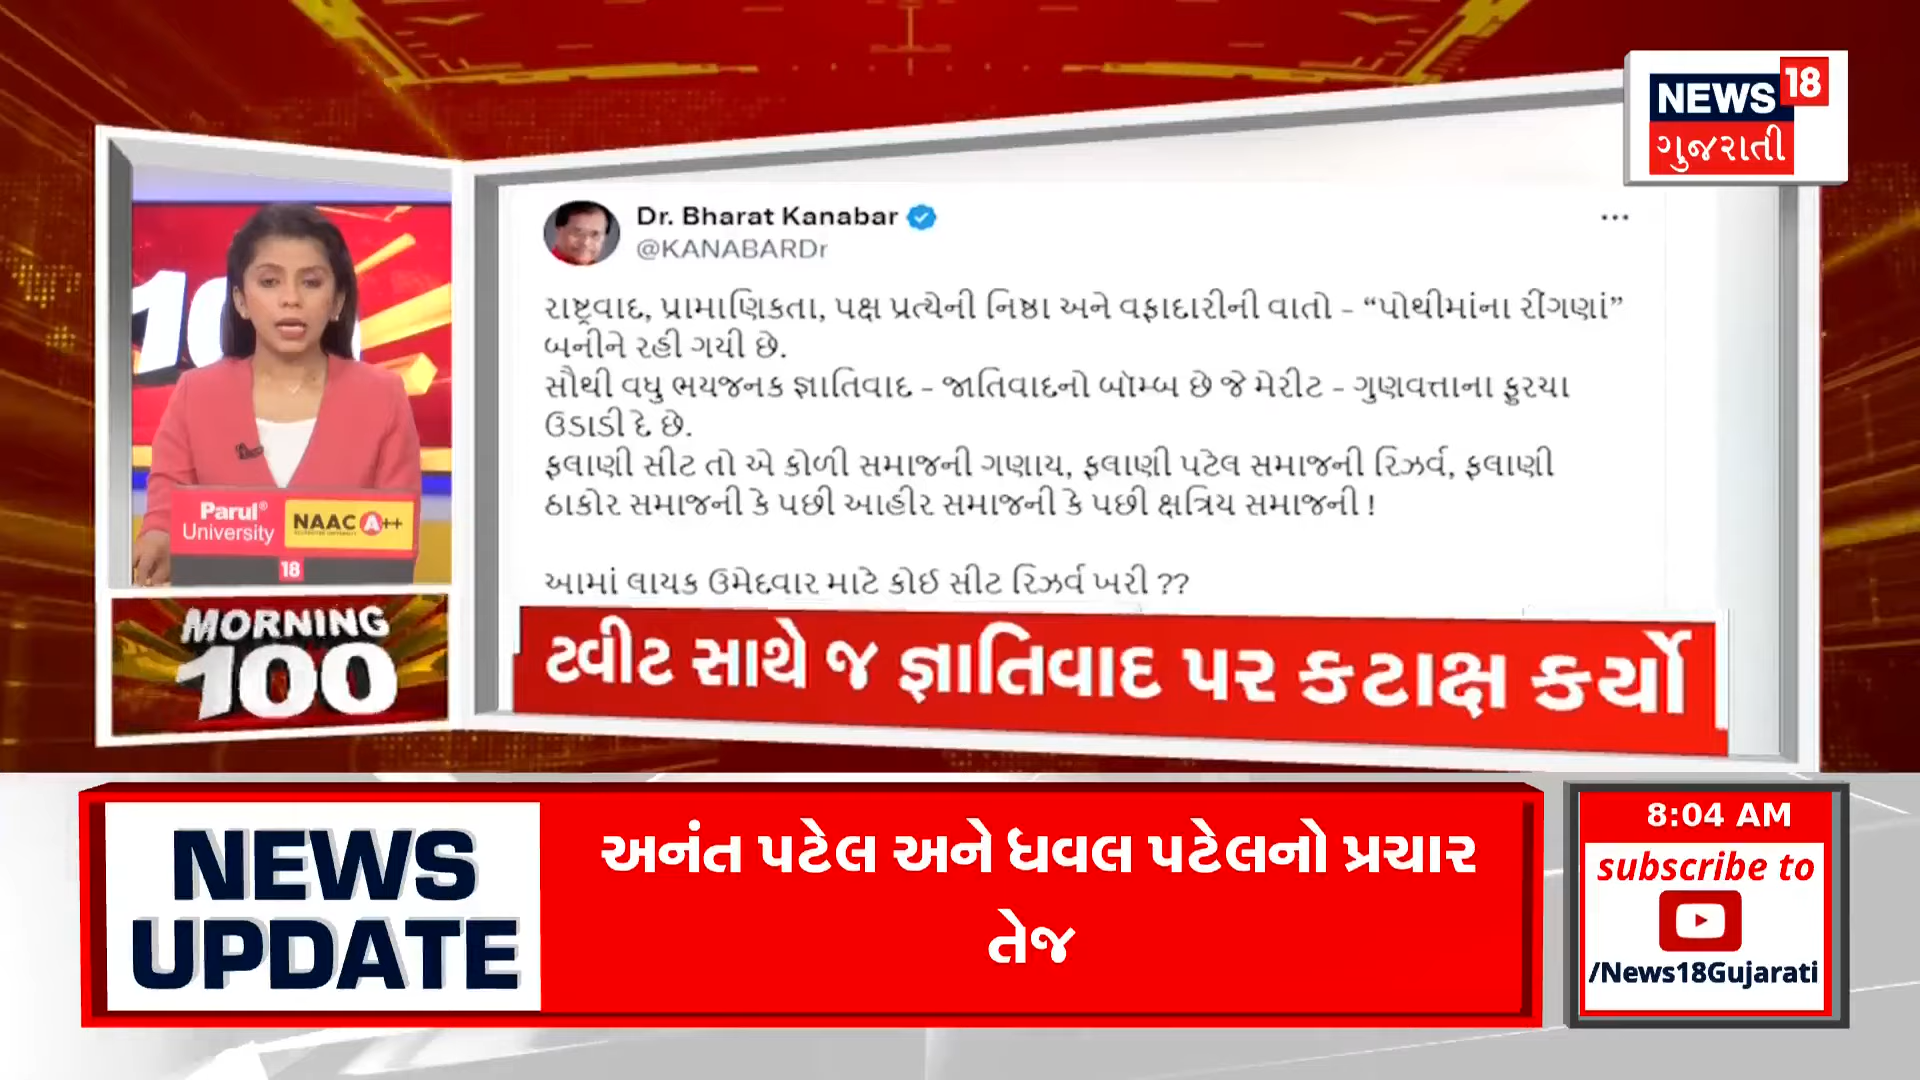 NEWS 18
ગુજરાતી
Dr. Bharat Kanabar
@KANABARDr
રાષ્ટ્રવાદ, પ્રામાણિકતા, પક્ષ પ્રત્યેની નિષ્ઠા અને વફાદારીની વાતો - “પોથીમાંના રીંગણાં”
બનીને રહી ગયી છે.
સૌથી વધુ ભયજનક જ્ઞાતિવાદ - જાતિવાદનો બૉમ્બ છે જે મેરીટ - ગુણવત્તાના ફુરચા
ઉડાડી દે છે.
ફલાણી સીટ તો એ કોળી સમાજની ગણાય, ફલાણી પટેલ સમાજની રિઝર્વ, ફલાણી
ઠાકોર સમાજની કે પછી આહીર સમાજની કે પછી ક્ષત્રિય સમાજની !
આમાં લાયક ઉમેદવાર માટે કોઈ સીટ રિઝર્વ ખરી ??
ટ્વીટ સાથે જ જ્ઞાતિવાદ પર કટાક્ષ કર્યો
10
Parul®
University
NAAC A++
18
MORNING
100
NEWS
UPDATE
અનંત પટેલ અને ધવલ પટેલનો પ્રચાર
તેજ
8:04 AM
subscribe to
/News18Gujarati